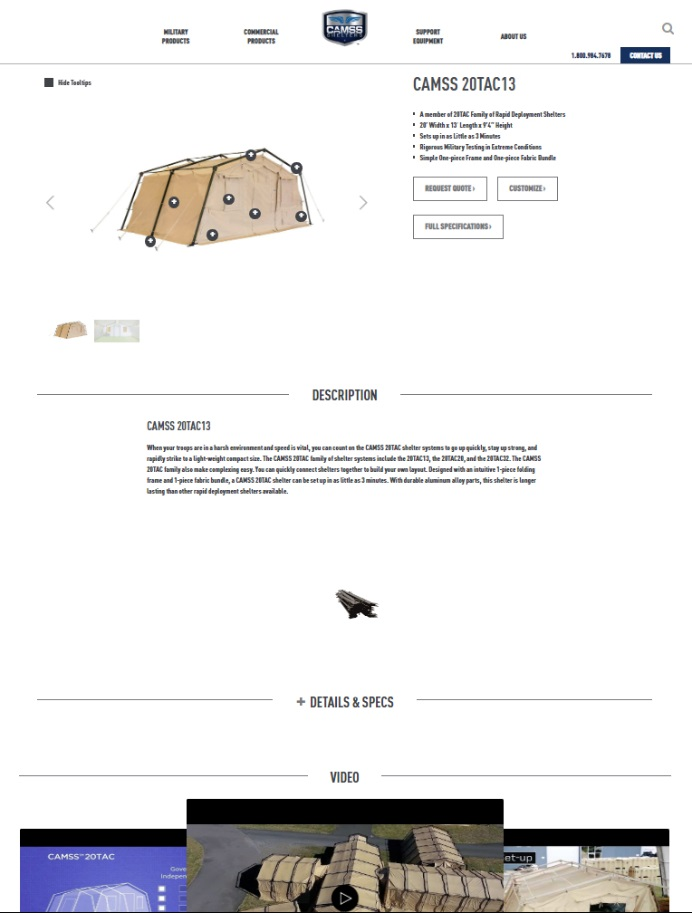 MILITARY
PRODUCTS
COMMERCIAL
PRODUCTS
CAMSS
SHELTERS
SUPPORT
EQUIPMENT
ABOUT US
1.800.984.7678
CONTACT US
Hide Tooltips
CAMSS 20TAC13
A member of 20TAC Family of Rapid Deployment Shelters
20' Width x 13' Length x 9'4" Height
Sets up in as Little as 3 Minutes
Rigorous Military Testing in Extreme Conditions
Simple One-piece Frame and One-piece Fabric Bundle
REQUEST QUOTE ›
CUSTOMIZE ›
FULL SPECIFICATIONS ›
DESCRIPTION
CAMSS 20TAC13
When your troops are in a harsh environment and speed is vital, you can count on the CAMSS 20TAC shelter systems to go up quickly, stay up strong, and
rapidly strike to a light-weight compact size. The CAMSS 20TAC family of shelter systems include the 20TAC13, the 20TAC20, and the 20TAC32. The CAMSS
20TAC family also make complexing easy. You can quickly connect shelters together to build your own layout. Designed with an intuitive 1-piece folding
frame and 1-piece fabric bundle, a CAMSS 20TAC shelter can be set up in as little as 3 minutes. With durable aluminum alloy parts, this shelter is longer
lasting than other rapid deployment shelters available.
+ DETAILS & SPECS
VIDEO
CAMSS™ 20TAC
Gove
Indepen
et-up